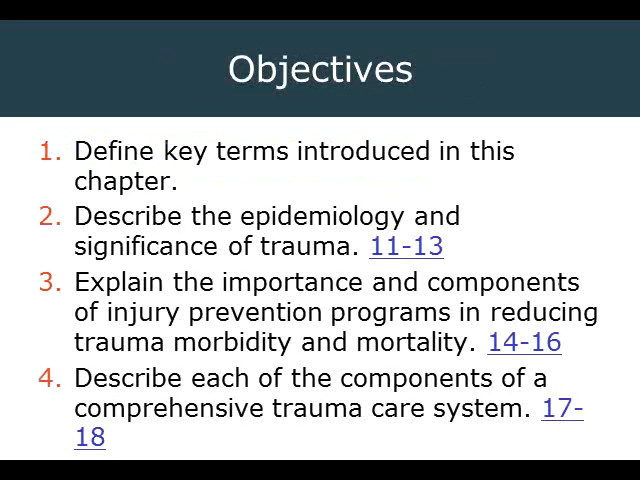 Objectives
1. Define key terms introduced in this
chapter.
2. Describe the epidemiology and
significance of trauma. 11-13
3. Explain the importance and components
of injury prevention programs in reducing
trauma morbidity and mortality. 14-16
4. Describe each of the components of a
comprehensive trauma care system. 17-
18